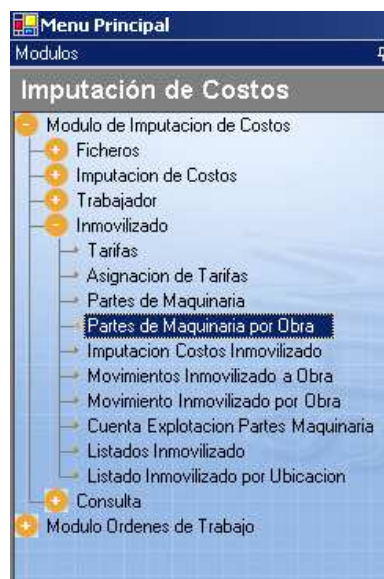 Menu Principal
Modulos
Imputación de Costos
Modulo de Imputacion de Costos
Ficheros
Imputacion de Costos
Trabajador
Inmovilizado
Tarifas
Asignacion de Tarifas
Partes de Maquinaria
Partes de Maquinaria por Obra
Imputacion Costos Inmovilizado
Movimientos Inmovilizado a Obra
Movimiento Inmovilizado por Obra
Cuenta Explotacion Partes Maquinaria
Listados Inmovilizado
Listado Inmovilizado por Ubicacion
Consulta
Modulo Ordenes de Trabajo